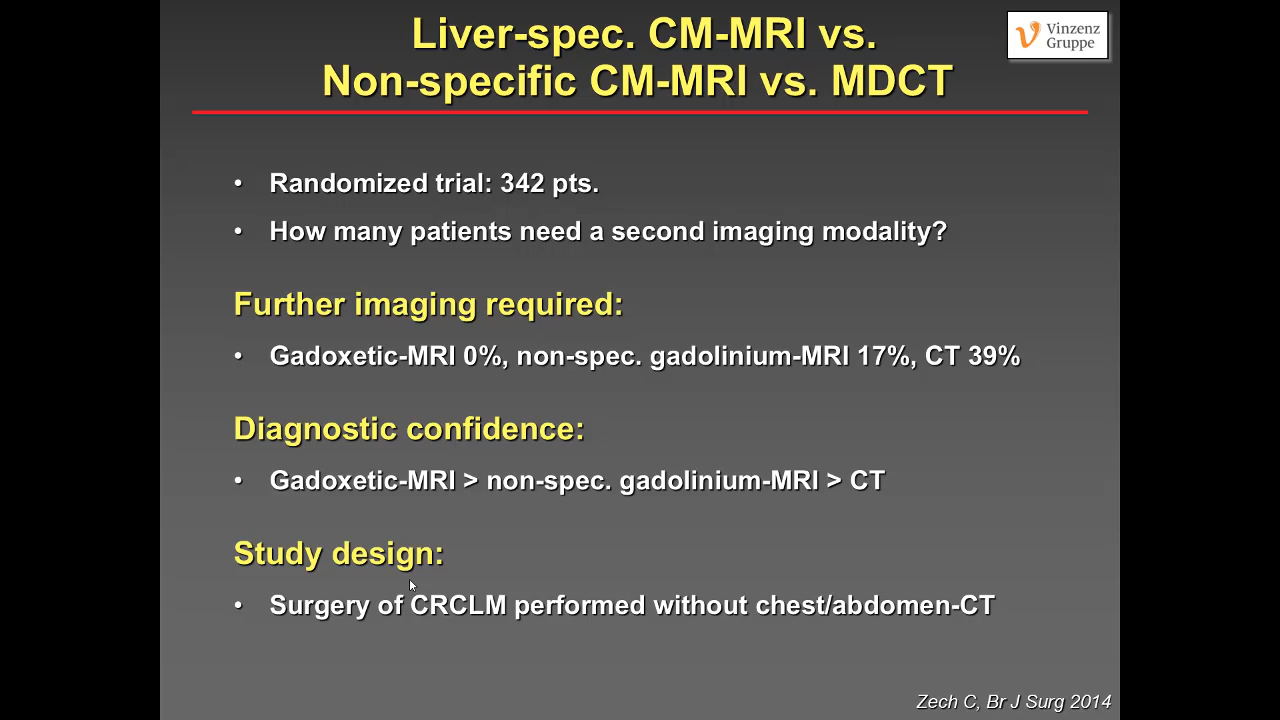 Liver-spec. CM-MRI vs.
Non-specific CM-MRI vs. MDCT
Vinzenz
Gruppe
• Randomized trial: 342 pts.
• How many patients need a second imaging modality?
Further imaging required:
• Gadoxetic-MRI 0%, non-spec. gadolinium-MRI 17%, CT 39%
Diagnostic confidence:
• Gadoxetic-MRI > non-spec. gadolinium-MRI > CT
Study design:
• Surgery of CRCLM performed without chest/abdomen-CT
Zech C, Br J Surg 2014